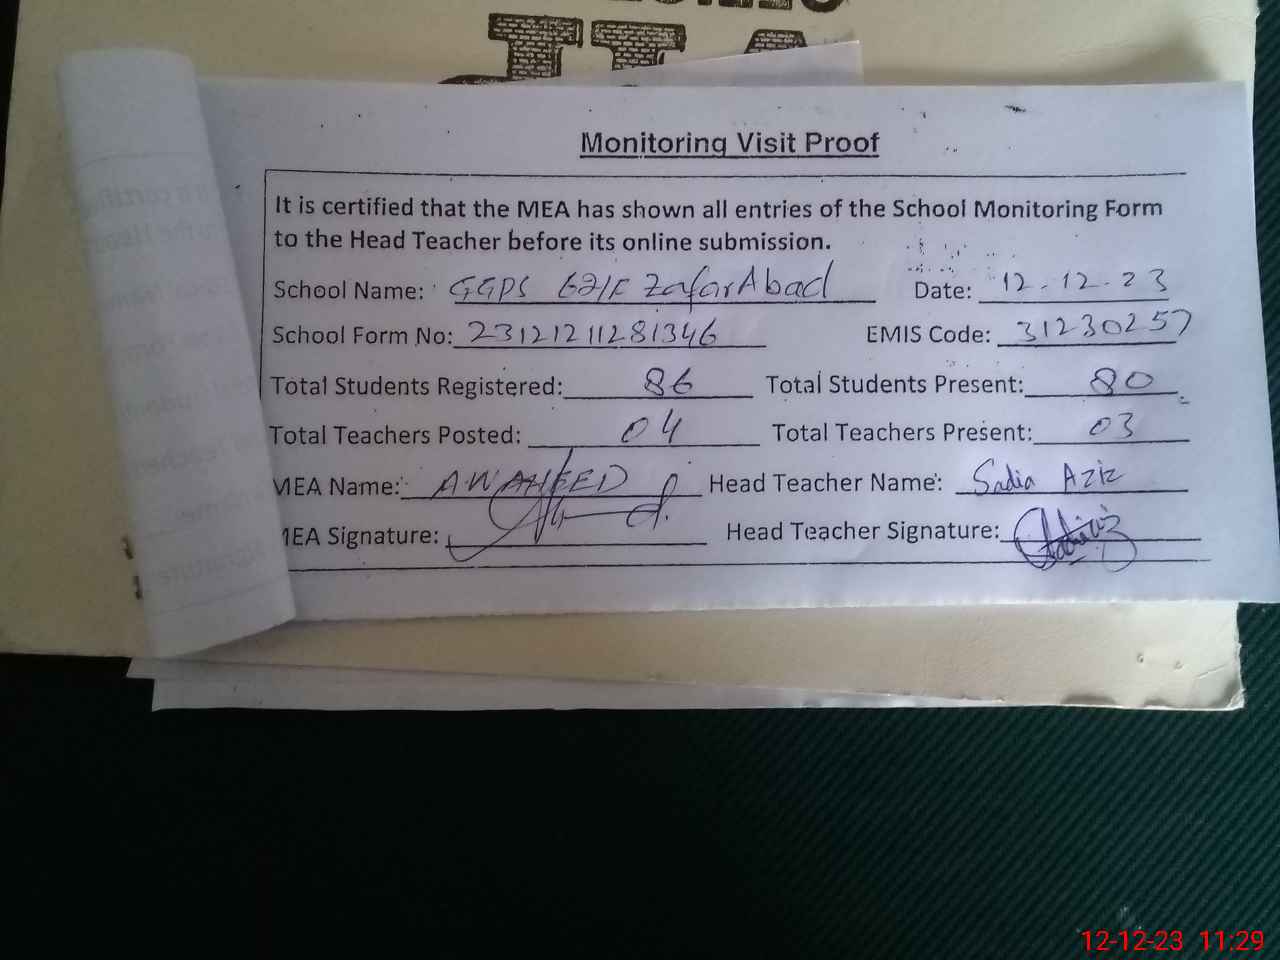 Monitoring Visit Proof
It is certified that the MEA has shown all entries of the School Monitoring Form
to the Head Teacher before its online submission.
School Name: GGPS 62/F ZafarAbad Date: 12-12-23
School Form No: 23121211281346 EMIS Code: 31230257
Total Students Registered: 86 Total Students Present: 80
Total Teachers Posted: 04 Total Teachers Present: 03
MEA Name: A.WAHEED Head Teacher Name: Sadia Aziz
MEA Signature: Head Teacher Signature:
12-12-23 11:29